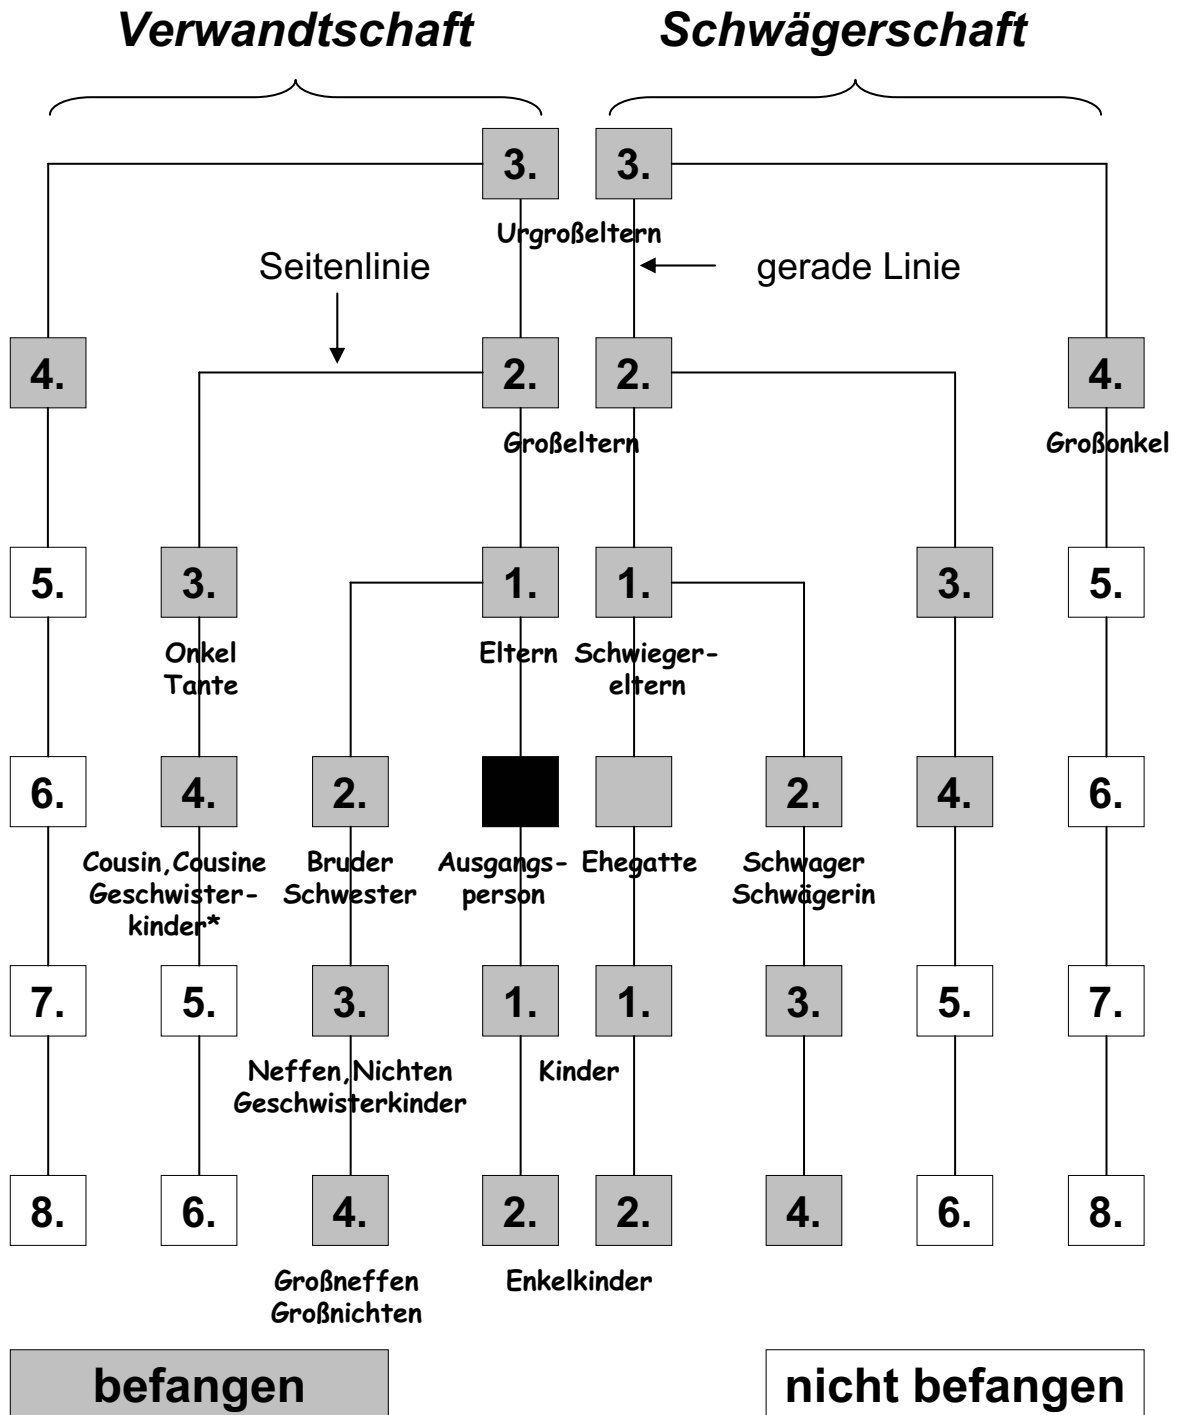 Verwandtschaft Schwägerschaft
3. 3.
Urgroßeltern
Seitenlinie gerade Linie
4. 2. 2. 4.
Großeltern Großonkel
5. 3. 1. 1. 3. 5.
Onkel Eltern Schwieger-
Tante eltern
6. 4. 2. 2. 4. 6.
Cousin,Cousine Bruder Ausgangs- Ehegatte Schwager
Geschwister- Schwester person Schwägerin
kinder*
7. 5. 3. 1. 1. 3. 5. 7.
Neffen,Nichten Kinder
Geschwisterkinder
8. 6. 4. 2. 2. 4. 6. 8.
Großneffen Enkelkinder
Großnichten
befangen nicht befangen